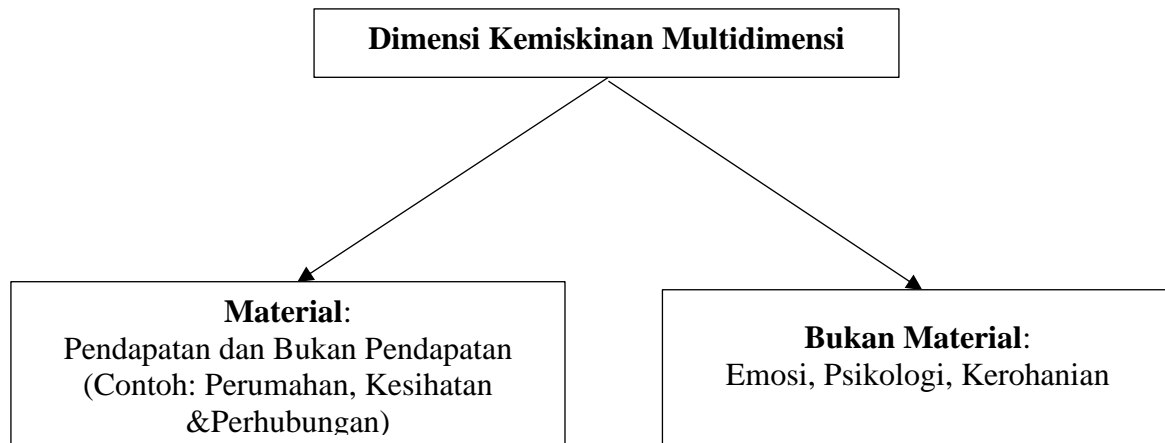 Dimensi Kemiskinan Multidimensi
Material:
Pendapatan dan Bukan Pendapatan
(Contoh: Perumahan, Kesihatan
&Perhubungan)
Bukan Material:
Emosi, Psikologi, Kerohanian